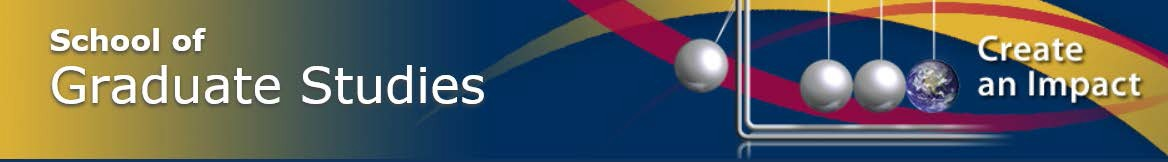 School of
Graduate Studies
Create
an Impact